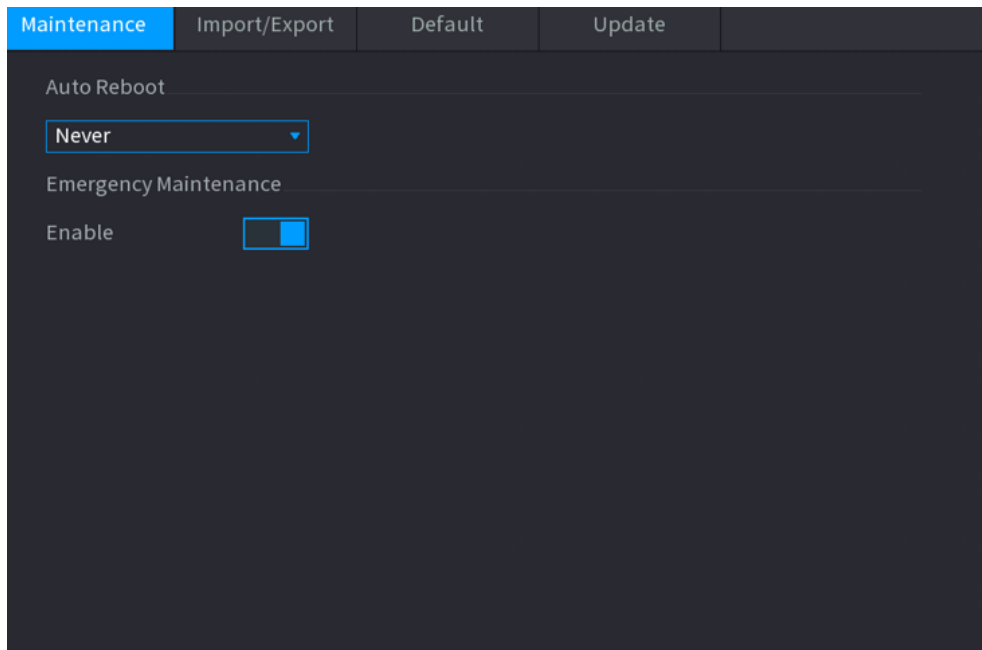 Maintenance Import/Export Default Update
Auto Reboot
Never
Emergency Maintenance
Enable